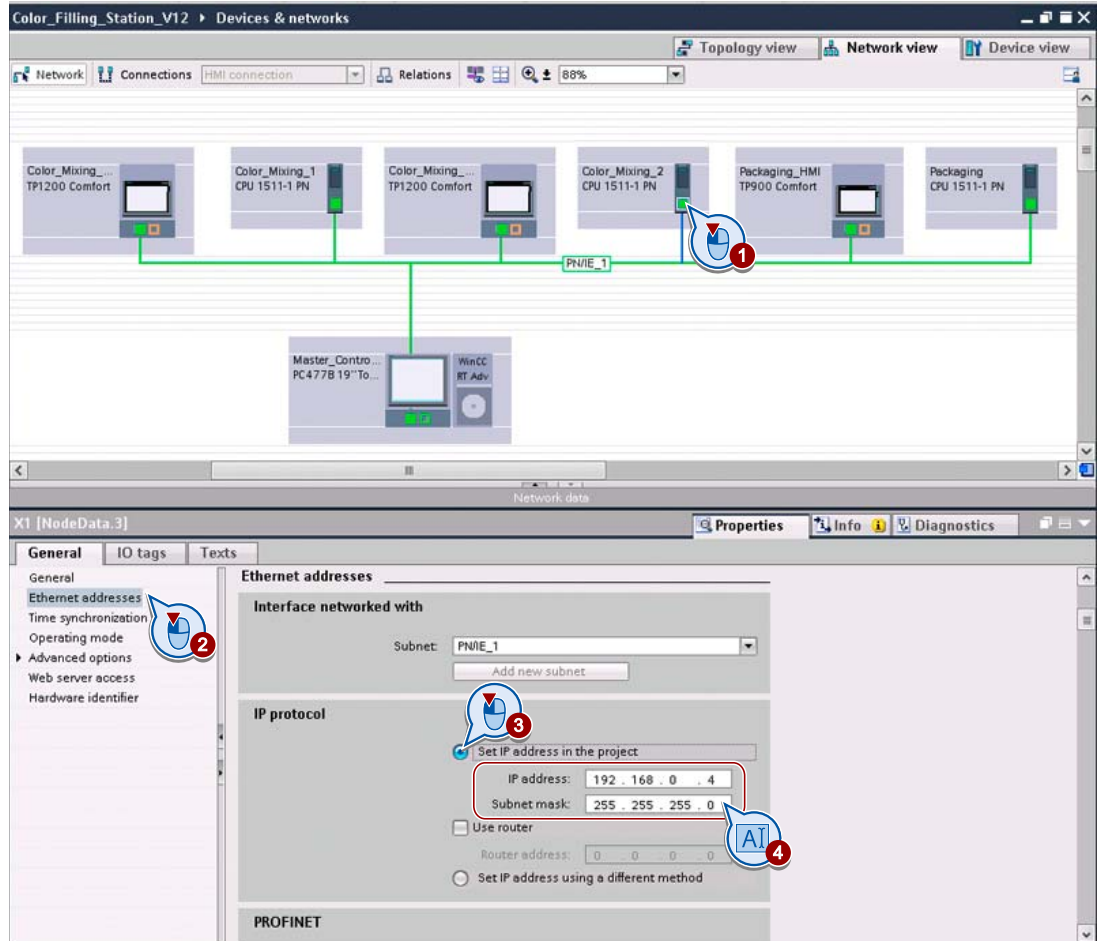 Color_Filling_Station_V12 ▸ Devices & networks
Topology view Network view Device view
Network Connections HMI connection Relations 88%
Color_Mixing_...
TP1200 Comfort
Color_Mixing_1
CPU 1511-1 PN
Color_Mixing_...
TP1200 Comfort
Color_Mixing_2
CPU 1511-1 PN
Packaging_HMI
TP900 Comfort
Packaging
CPU 1511-1 PN
1
PN/IE_1
Master_Contro...
PC477B 19"To...
WinCC
RT Adv
Network data
X1 [NodeData.3]
Properties Info Diagnostics
General IO tags Texts
General
Ethernet addresses
Time synchronization
Operating mode
Advanced options
Web server access
Hardware identifier
2
Ethernet addresses
Interface networked with
Subnet: PN/IE_1
Add new subnet
IP protocol
3
Set IP address in the project
IP address: 192 . 168 . 0 . 4
Subnet mask: 255 . 255 . 255 . 0
Use router
AI
4
Router address: 0 . 0 . 0 . 0
Set IP address using a different method
PROFINET